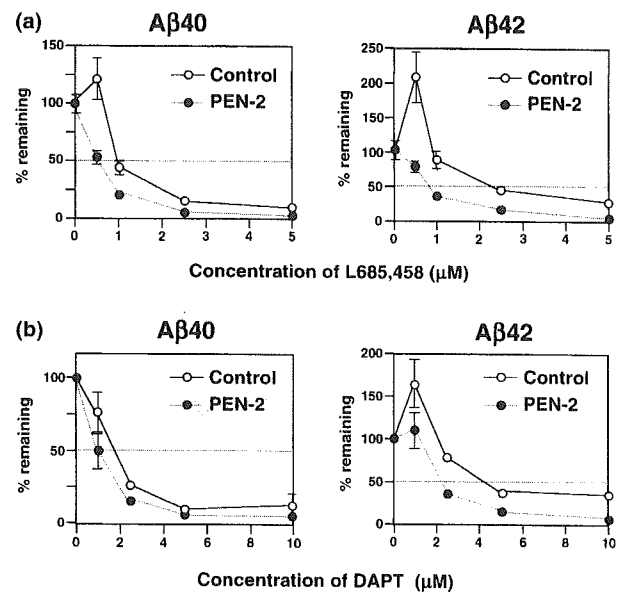 (a)
Aβ40
Aβ42
% remaining
150
100
50
0
Control
PEN-2
0 1 2 3 4 5
% remaining
250
200
150
100
50
0
Control
PEN-2
0 1 2 3 4 5
Concentration of L685,458 (μM)
(b)
Aβ40
Aβ42
% remaining
100
50
0
Control
PEN-2
0 2 4 6 8 10
% remaining
200
150
100
50
0
Control
PEN-2
0 2 4 6 8 10
Concentration of DAPT (μM)